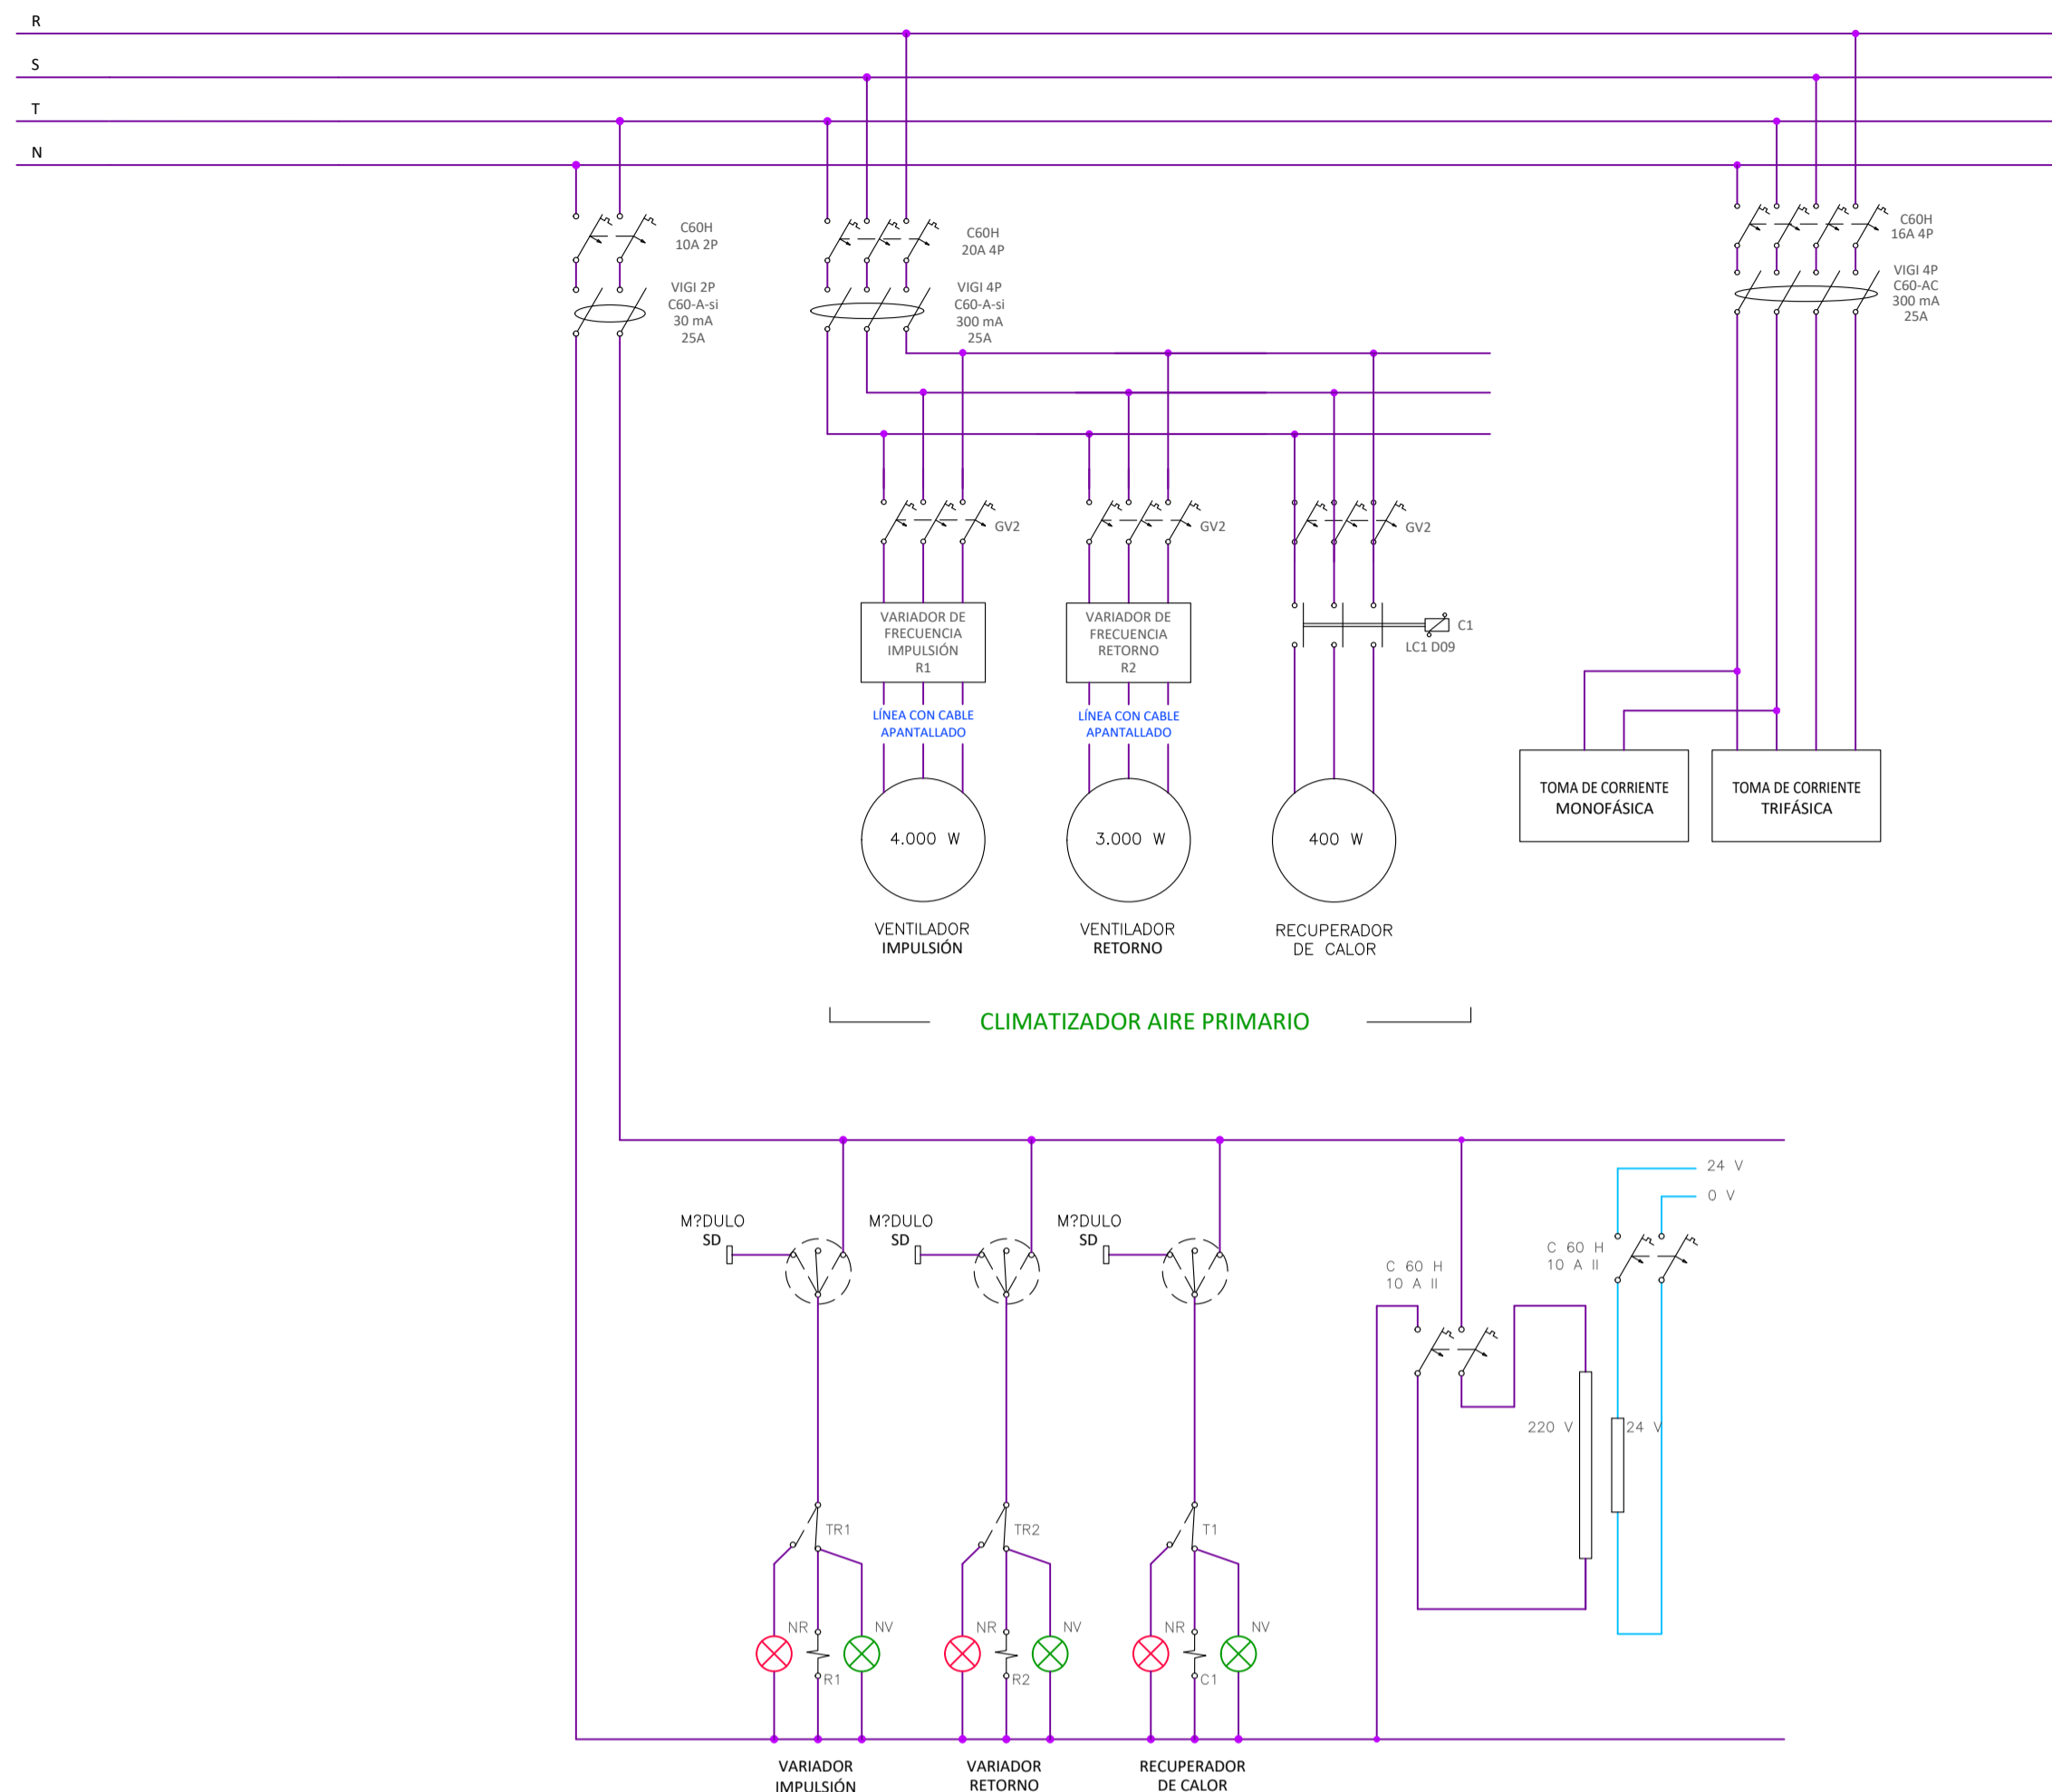 R
S
T
N
C60H
10A 2P
VIGI 2P
C60-A-si
30 mA
25A
C60H
20A 4P
VIGI 4P
C60-A-si
300 mA
25A
C60H
16A 4P
VIGI 4P
C60-AC
300 mA
25A
GV2
GV2
GV2
VARIADOR DE
FRECUENCIA
IMPULSIÓN
R1
VARIADOR DE
FRECUENCIA
RETORNO
R2
C1
LC1 D09
LÍNEA CON CABLE
APANTALLADO
LÍNEA CON CABLE
APANTALLADO
4.000 W
3.000 W
400 W
TOMA DE CORRIENTE
MONOFÁSICA
TOMA DE CORRIENTE
TRIFÁSICA
VENTILADOR
IMPULSIÓN
VENTILADOR
RETORNO
RECUPERADOR
DE CALOR
CLIMATIZADOR AIRE PRIMARIO
24 V
0 V
M?DULO
SD
M?DULO
SD
M?DULO
SD
C 60 H
10 A II
C 60 H
10 A II
220 V
24 V
TR1
TR2
T1
NR
NV
NR
NV
NR
NV
R1
R2
C1
VARIADOR
IMPULSIÓN
VARIADOR
RETORNO
RECUPERADOR
DE CALOR